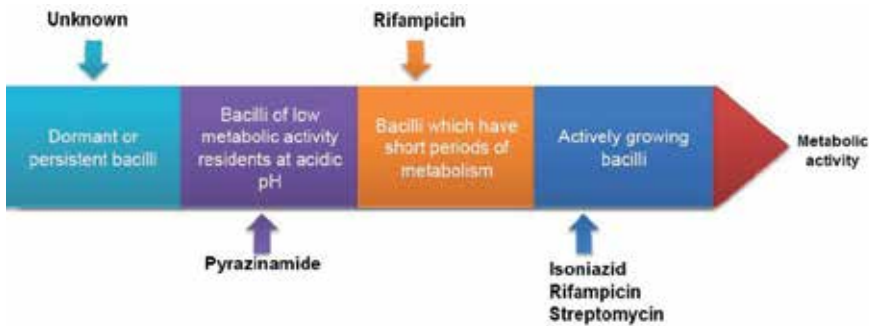 Unknown
Rifampicin
Dormant or
persistent bacilli
Bacilli of low
metabolic activity
residents at acidic
pH
Bacilli which have
short periods of
metabolism
Actively growing
bacilli
Metabolic
activity
Pyrazinamide
Isoniazid
Rifampicin
Streptomycin